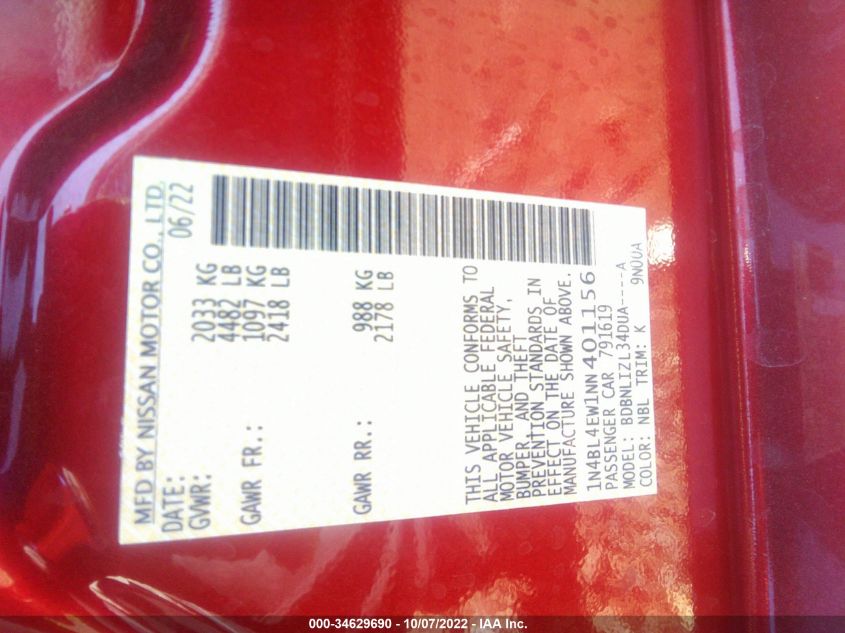 MFD BY NISSAN MOTOR CO., LTD.
DATE: 06/22
GVWR: 2033 KG
4482 LB
GAWR FR.: 1097 KG
2418 LB
GAWR RR.: 988 KG
2178 LB
THIS VEHICLE CONFORMS TO
ALL APPLICABLE FEDERAL
MOTOR VEHICLE SAFETY,
BUMPER, AND THEFT
PREVENTION STANDARDS IN
EFFECT ON THE DATE OF
MANUFACTURE SHOWN ABOVE.
1N4BL4EW1NN401156
PASSENGER CAR 791619
MODEL: BDBNLIZL34DUA----A
COLOR: NBL TRIM: K 9N0UA
000-34629690 - 10/07/2022 - IAA Inc.